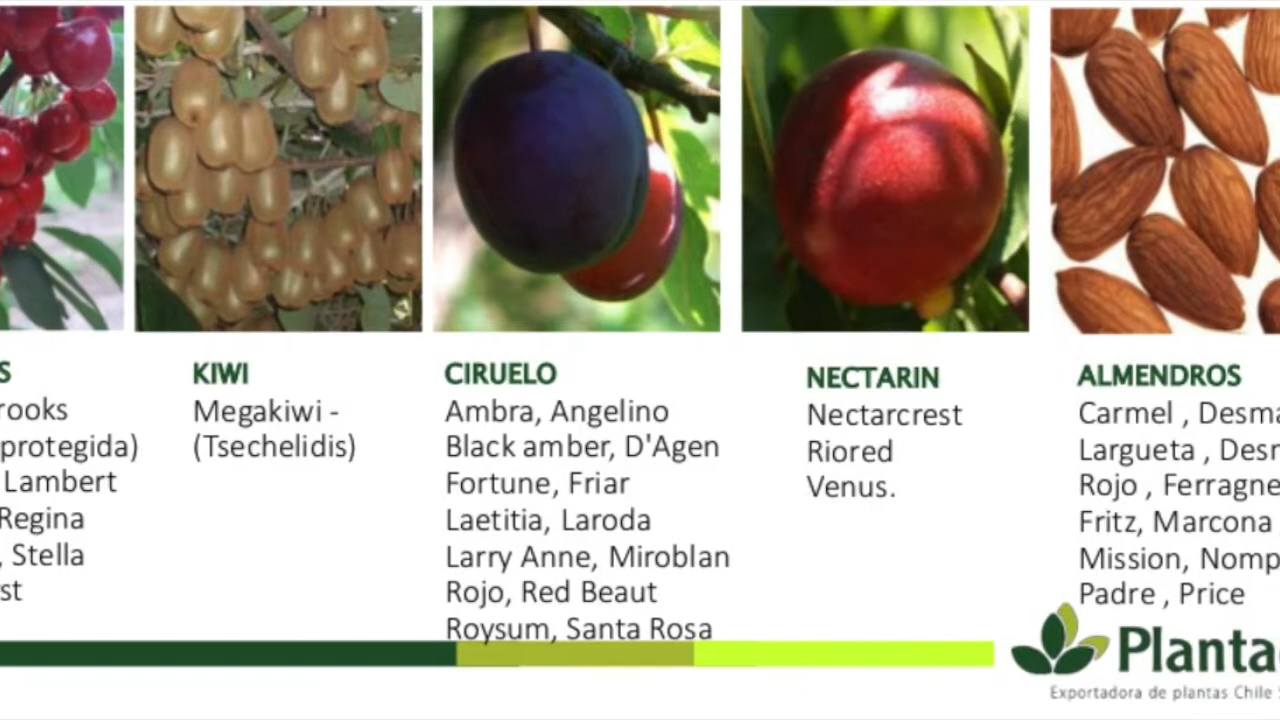 S
rooks
protegida)
Lambert
Regina
, Stella
st
KIWI
Megakiwi -
(Tsechelidis)
CIRUELO
Ambra, Angelino
Black amber, D'Agen
Fortune, Friar
Laetitia, Laroda
Larry Anne, Miroblan
Rojo, Red Beaut
Roysum, Santa Rosa
NECTARIN
Nectarcrest
Riored
Venus.
ALMENDROS
Carmel , Desma
Largueta , Des
Rojo , Ferragne
Fritz, Marcona
Mission, Nomp
Padre , Price
Planta
Exportadora de plantas Chile S